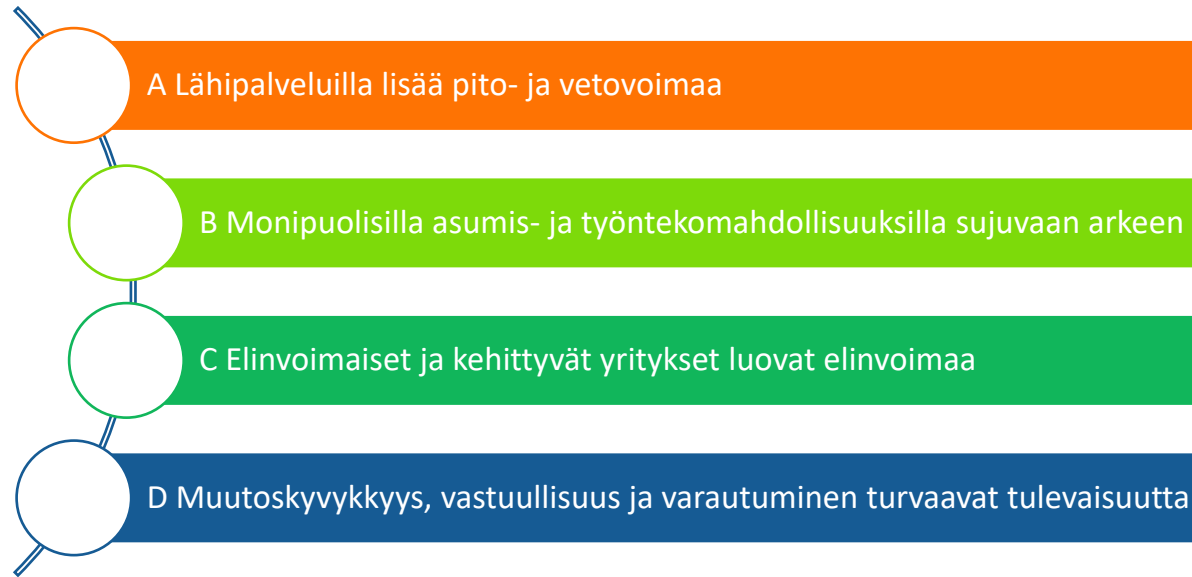 A Lähipalveluilla lisää pito- ja vetovoimaa
B Monipuolisilla asumis- ja työntekomahdollisuuksilla sujuvaan arkeen
C Elinvoimaiset ja kehittyvät yritykset luovat elinvoimaa
D Muutoskyvykkyys, vastuullisuus ja varautuminen turvaavat tulevaisuutta